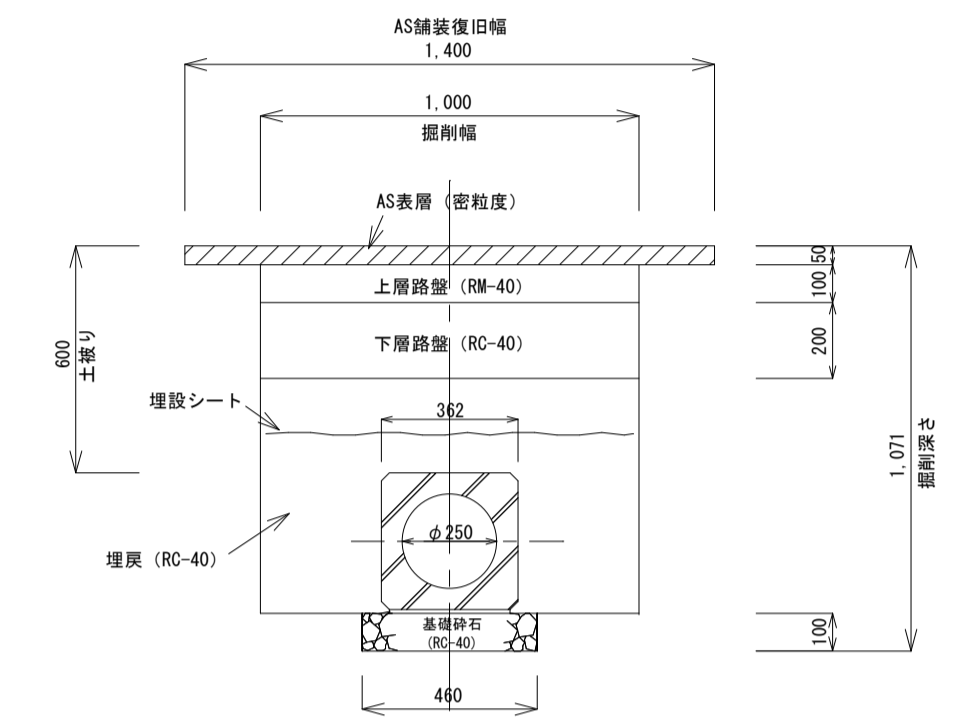 AS舗装復旧幅
1,400
1,000
掘削幅
AS表層（密粒度）
50
上層路盤（RM-40）
100
下層路盤（RC-40）
200
600
土被り
埋設シート
362
1,071
掘削深さ
φ250
埋戻（RC-40）
基礎砕石
(RC-40)
100
460